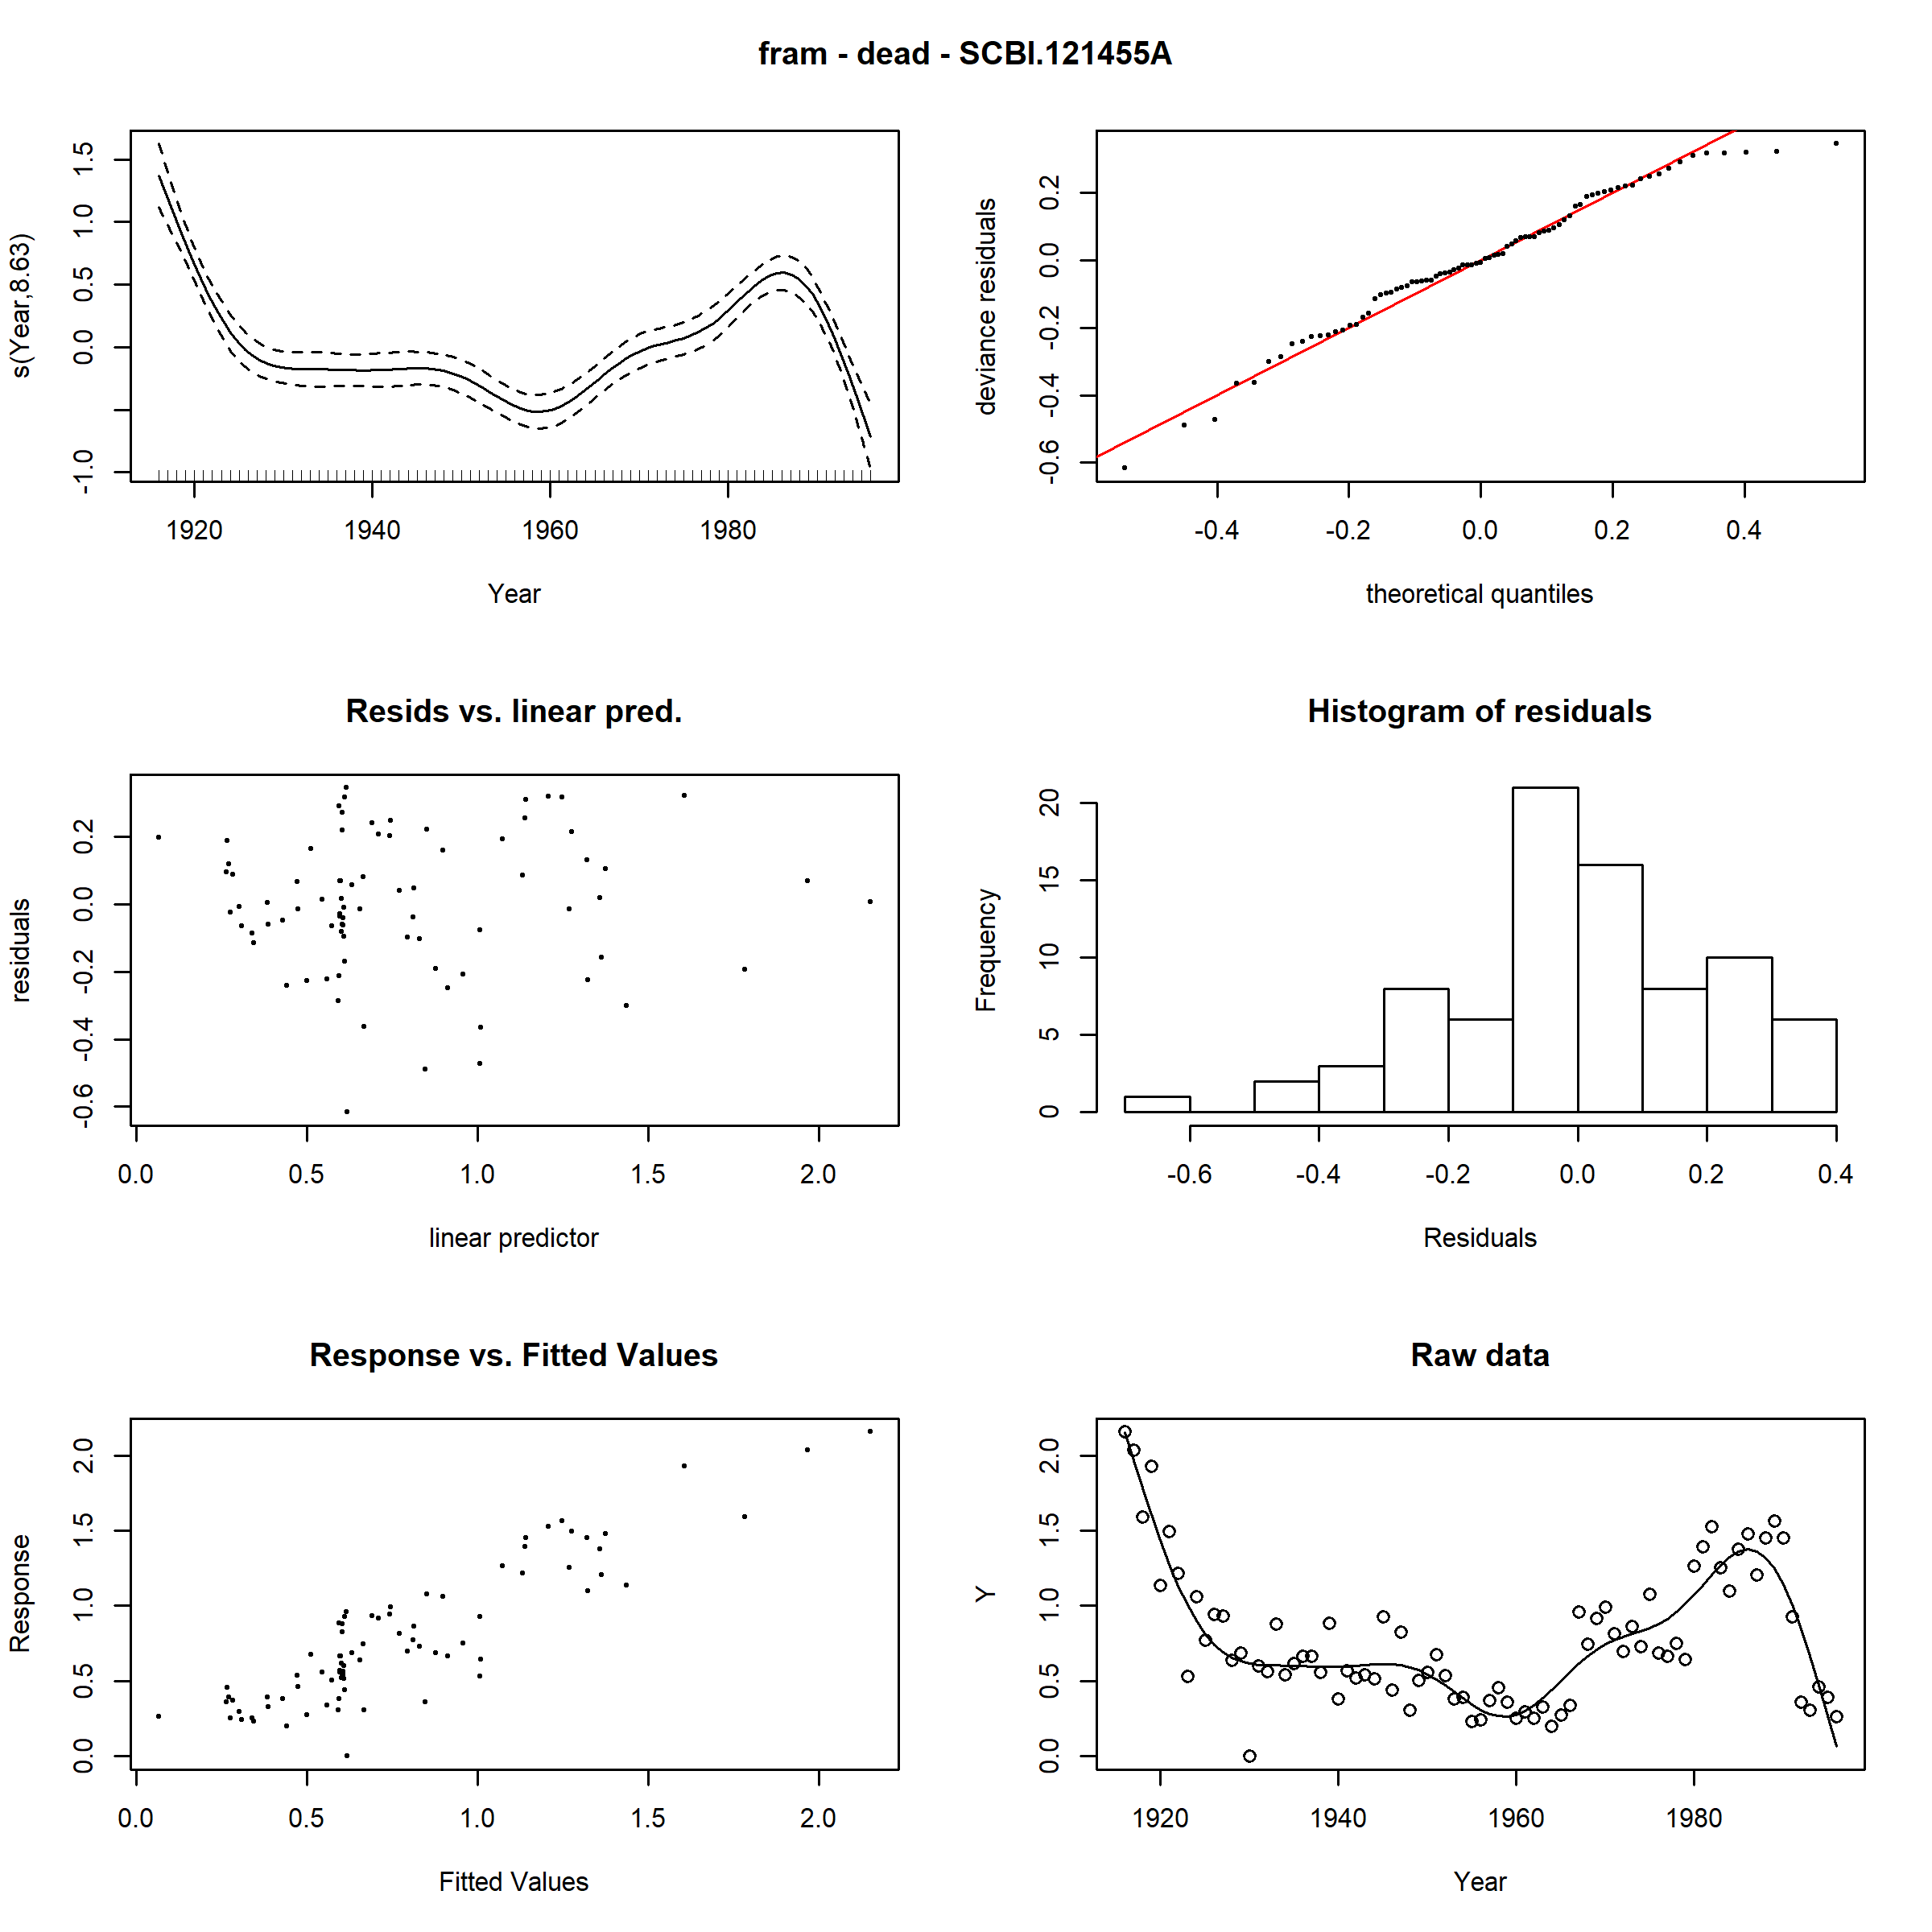 fram - dead - SCBI.121455A
s(Year,8.63)
-1.0 0.0 0.5 1.0 1.5
1920 1940 1960 1980
Year
deviance residuals
-0.6 -0.4 -0.2 0.0 0.2
-0.4 -0.2 0.0 0.2 0.4
theoretical quantiles
Resids vs. linear pred.
residuals
-0.6 -0.4 -0.2 0.0 0.2
0.0 0.5 1.0 1.5 2.0
linear predictor
Histogram of residuals
Frequency
0 5 10 15 20
-0.6 -0.4 -0.2 0.0 0.2 0.4
Residuals
Response vs. Fitted Values
Response
0.0 0.5 1.0 1.5 2.0
0.0 0.5 1.0 1.5 2.0
Fitted Values
Raw data
Y
0.0 0.5 1.0 1.5 2.0
1920 1940 1960 1980
Year